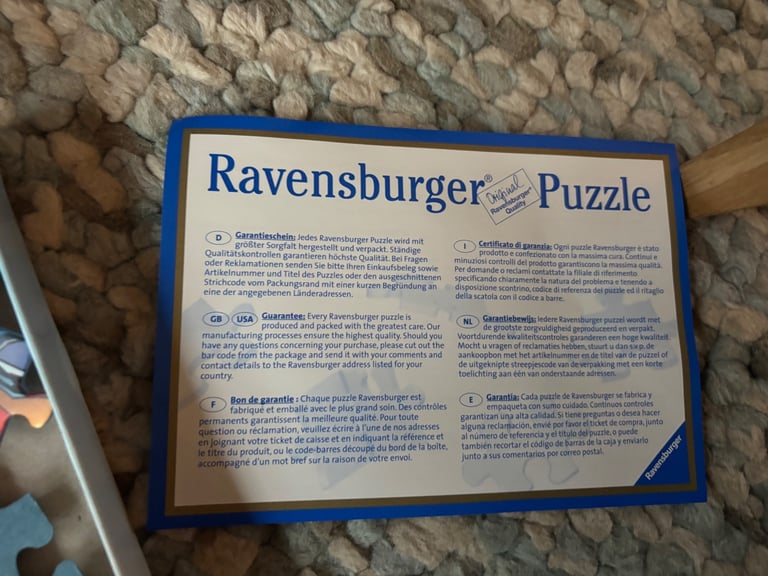 Ravensburger® Puzzle
Original
Ravensburger®
Quality
D Garantieschein: Jedes Ravensburger Puzzle wird mit
größter Sorgfalt hergestellt und verpackt. Ständige
Qualitätskontrollen garantieren höchste Qualität. Bei Fragen
oder Reklamationen senden Sie bitte Ihren Einkaufsbeleg sowie
Artikelnummer und Titel des Puzzles oder den ausgeschnittenen
Strichcode vom Packungsrand mit einer kurzen Begründung an
eine der angegebenen Länderadressen.
GB USA Guarantee: Every Ravensburger puzzle is
produced and packed with the greatest care. Our
manufacturing processes ensure the highest quality. Should you
have any questions concerning your purchase, please cut out the
bar code from the package and send it with your comments and
contact details to the Ravensburger address listed for your
country.
F Bon de garantie : Chaque puzzle Ravensburger est
fabriqué et emballé avec le plus grand soin. Des contrôles
permanents garantissent la meilleure qualité. Pour toute
question ou réclamation, veuillez écrire à l'une de nos adresses
en joignant votre ticket de caisse et en indiquant la référence et
le titre du produit, ou le code-barres découpé du bord de la boîte,
accompagné d'un mot bref sur la raison de votre envoi.
I Certificato di garanzia: Ogni puzzle Ravensburger è stato
prodotto e confezionato con la massima cura. Continui e
minuziosi controlli del prodotto garantiscono la massima qualità.
Per domande o reclami contattate la filiale di riferimento
specificando chiaramente la natura del problema e tenendo a
disposizione scontrino, codice di referenza del puzzle ed il ritaglio
della scatola con il codice a barre.
NL Garantiebewijs: Iedere Ravensburger puzzel wordt met
de grootste zorgvuldigheid geproduceerd en verpakt.
Voortdurende kwaliteitscontroles garanderen een hoge kwaliteit.
Mocht u vragen of reclaties hebben, stuurt u dan s.v.p. de
aankoopbon met het artikelnummer en de titel van de puzzel of
de uitgeknipte streepjescode van de verpakking met een korte
toelichting aan één van onderstaande adressen.
E Garantía: Cada puzzle de Ravensburger se fabrica y
empaqueta con sumo cuidado. Continuos controles
garantizan una alta calidad. Si tiene preguntas o desea hacer
alguna reclamación, envíe por favor el ticket de compra, junto
al número de referencia y el título del puzzle, o puede
también recortar el código de barras de la caja y enviarlo
junto a sus comentarios por correo postal.
Ravensburger